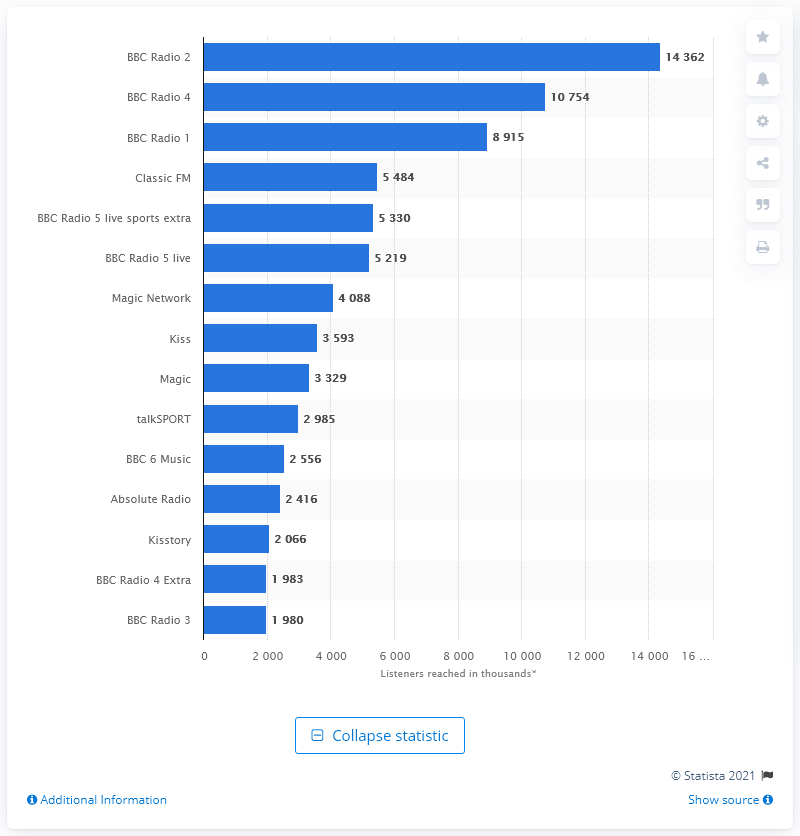 BBC Radio 2 14 362
BBC Radio 4 10 754
BBC Radio 1 8 915
Classic FM 5 484
BBC Radio 5 live sports extra 5 330
BBC Radio 5 live 5 219
Magic Network 4 088
Kiss 3 593
Magic 3 329
talkSPORT 2 985
BBC 6 Music 2 556
Absolute Radio 2 416
Kisstory 2 066
BBC Radio 4 Extra 1 983
BBC Radio 3 1 980
0 2 000 4 000 6 000 8 000 10 000 12 000 14 000 16 ...
Listeners reached in thousands*
Collapse statistic
© Statista 2021
Additional Information Show source